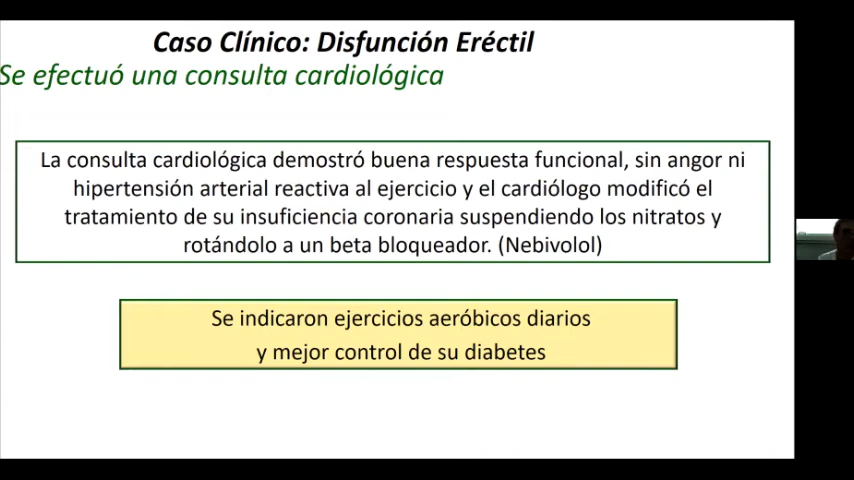 Caso Clínico: Disfunción Eréctil
Se efectuó una consulta cardiológica
La consulta cardiológica demostró buena respuesta funcional, sin angor ni
hipertensión arterial reactiva al ejercicio y el cardiólogo modificó el
tratamiento de su insuficiencia coronaria suspendiendo los nitratos y
rotándolo a un beta bloqueador. (Nebivolol)
Se indicaron ejercicios aeróbicos diarios
y mejor control de su diabetes